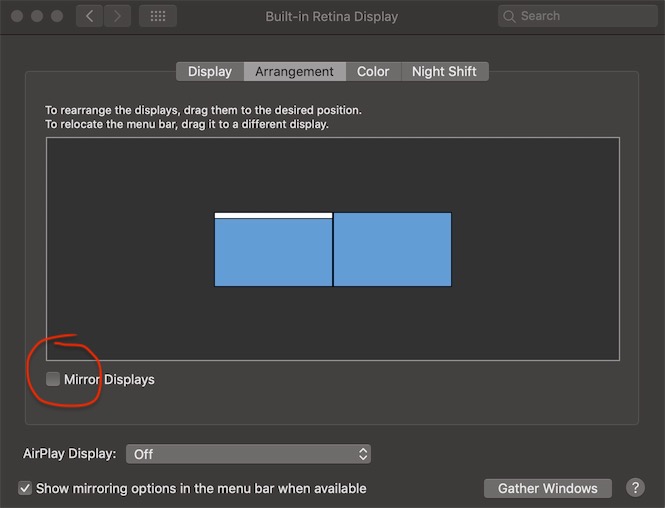 Built-in Retina Display
Search
Display Arrangement Color Night Shift
To rearrange the displays, drag them to the desired position.
To relocate the menu bar, drag it to a different display.
Mirror Displays
AirPlay Display: Off
Show mirroring options in the menu bar when available
Gather Windows ?